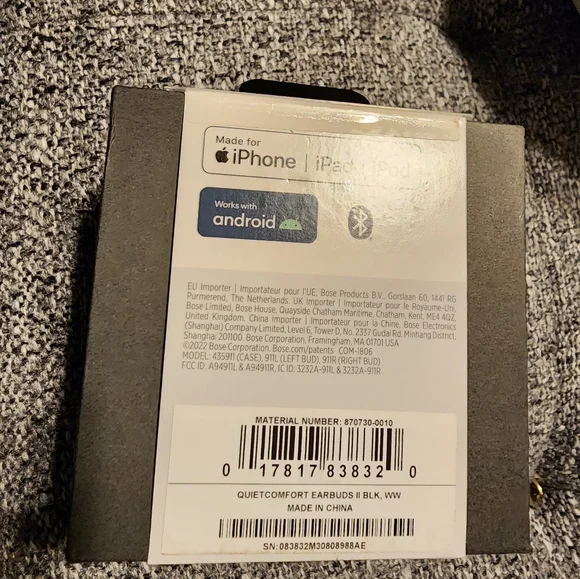 Made for
iPhone | iPad iPod
Works with
android
EU Importer | Importateur pour l'UE, Bose Products B.V., Gorslaan 60, 1441 RG
Purmerend, The Netherlands. UK Importer | Importateur pour le Royaume-Uni,
Bose Limited, Bose House, Quayside Chatham Maritime, Chatham, Kent, ME4 4QZ,
United Kingdom. China Importer | Importateur pour la Chine, Bose Electronics
(Shanghai) Company Limited, Level 6, Tower D, No. 2337 Gudai Rd. Minhang District,
Shanghai 201100. Bose Corporation, Framingham, MA 01701 USA
©2022 Bose Corporation. Bose.com/patents COM-1806
MODEL: 435911 (CASE), 911L (LEFT BUD), 911R (RIGHT BUD)
FCC ID: A94911L & A94911R, IC ID: 3232A-911L & 3232A-911R
MATERIAL NUMBER: 870730-0010
0 17817 83832 0
QUIETCOMFORT EARBUDS II BLK, WW
MADE IN CHINA
SN:083832M30808988AE